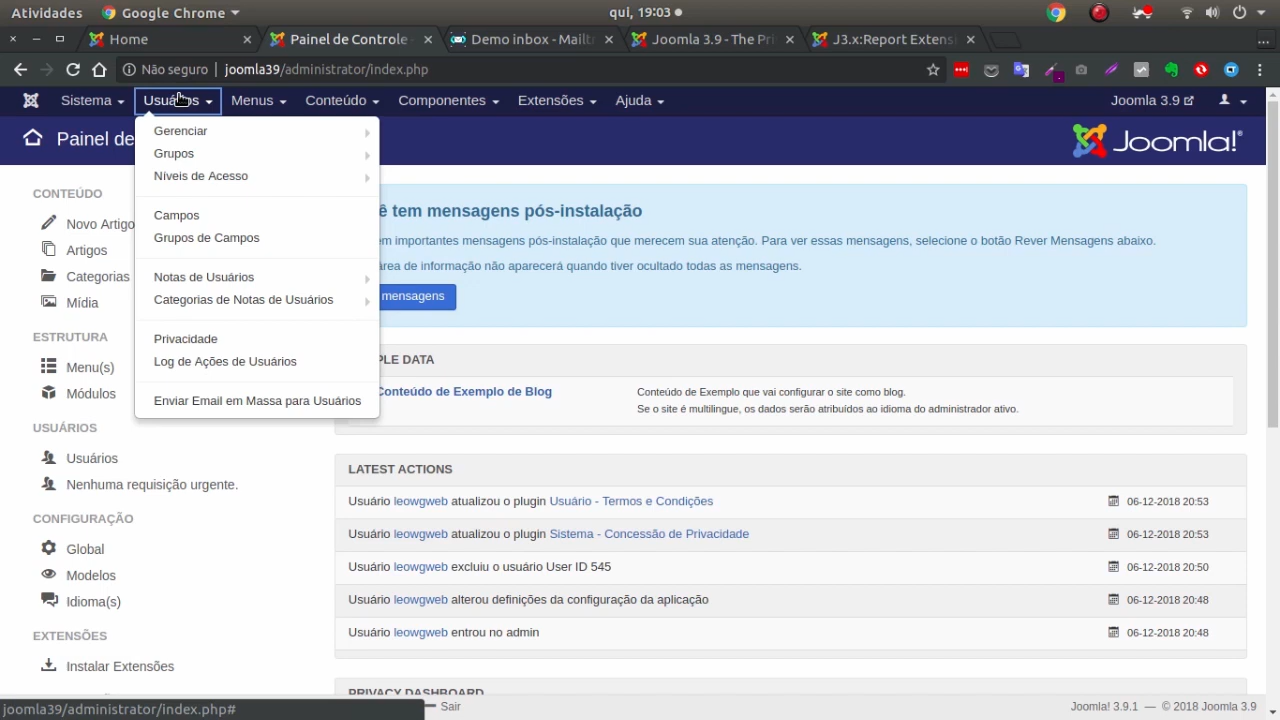 Atividades
Google Chrome
qui, 19:03
Home
Painel de Controle
Demo inbox - Mailtr
Joomla 3.9 - The Pri
J3.x:Report Extens
Não seguro
joomla39/administrator/index.php
Sistema
Usuários
Menus
Conteúdo
Componentes
Extensões
Ajuda
Joomla 3.9
Painel de
Joomla!®
Gerenciar
Grupos
Níveis de Acesso
Campos
Grupos de Campos
Notas de Usuários
Categorias de Notas de Usuários
Privacidade
Log de Ações de Usuários
Enviar Email em Massa para Usuários
CONTEÚDO
Novo Artigo
Artigos
Categorias
Mídia
ESTRUTURA
Menu(s)
Módulos
USUÁRIOS
Usuários
Nenhuma requisição urgente.
CONFIGURAÇÃO
Global
Modelos
Idioma(s)
EXTENSÕES
Instalar Extensões
ê tem mensagens pós-instalação
em importantes mensagens pós-instalação que merecem sua atenção. Para ver essas mensagens, selecione o botão Rever Mensagens abaixo.
área de informação não aparecerá quando tiver ocultado todas as mensagens.
mensagens
PLE DATA
Conteúdo de Exemplo de Blog
Conteúdo de Exemplo que vai configurar o site como blog.
Se o site é multilingue, os dados serão atribuídos ao idioma do administrador ativo.
LATEST ACTIONS
Usuário leowgweb atualizou o plugin Usuário - Termos e Condições 06-12-2018 20:53
Usuário leowgweb atualizou o plugin Sistema - Concessão de Privacidade 06-12-2018 20:53
Usuário leowgweb excluiu o usuário User ID 545 06-12-2018 20:50
Usuário leowgweb alterou definições da configuração da aplicação 06-12-2018 20:48
Usuário leowgweb entrou no admin 06-12-2018 20:48
PRIVACY DASHBOARD
joomla39/administrator/index.php#
Sair
Joomla! 3.9.1 — © 2018 Joomla 3.9